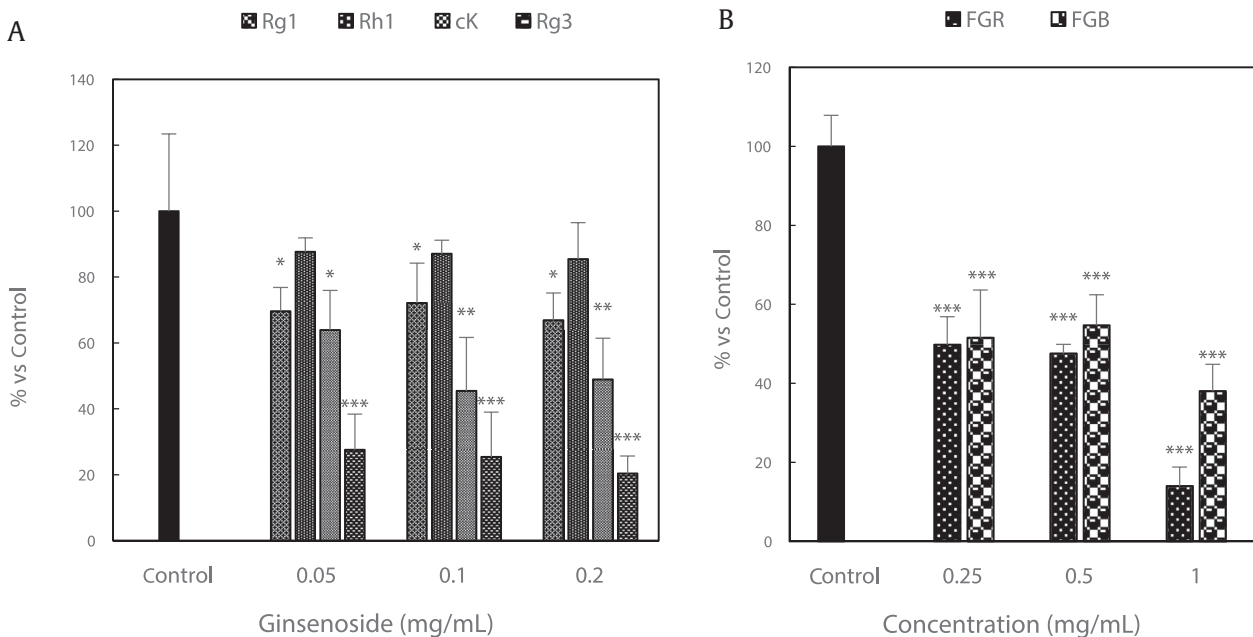 A
Rg1 Rh1 cK Rg3
140
120
100
80
60
40
20
0
% vs Control
* * ***
* ** ***
* ** ***
Control 0.05 0.1 0.2
Ginsenoside (mg/mL)
B
FGR FGB
120
100
80
60
40
20
0
% vs Control
*** ***
*** ***
*** ***
Control 0.25 0.5 1
Concentration (mg/mL)